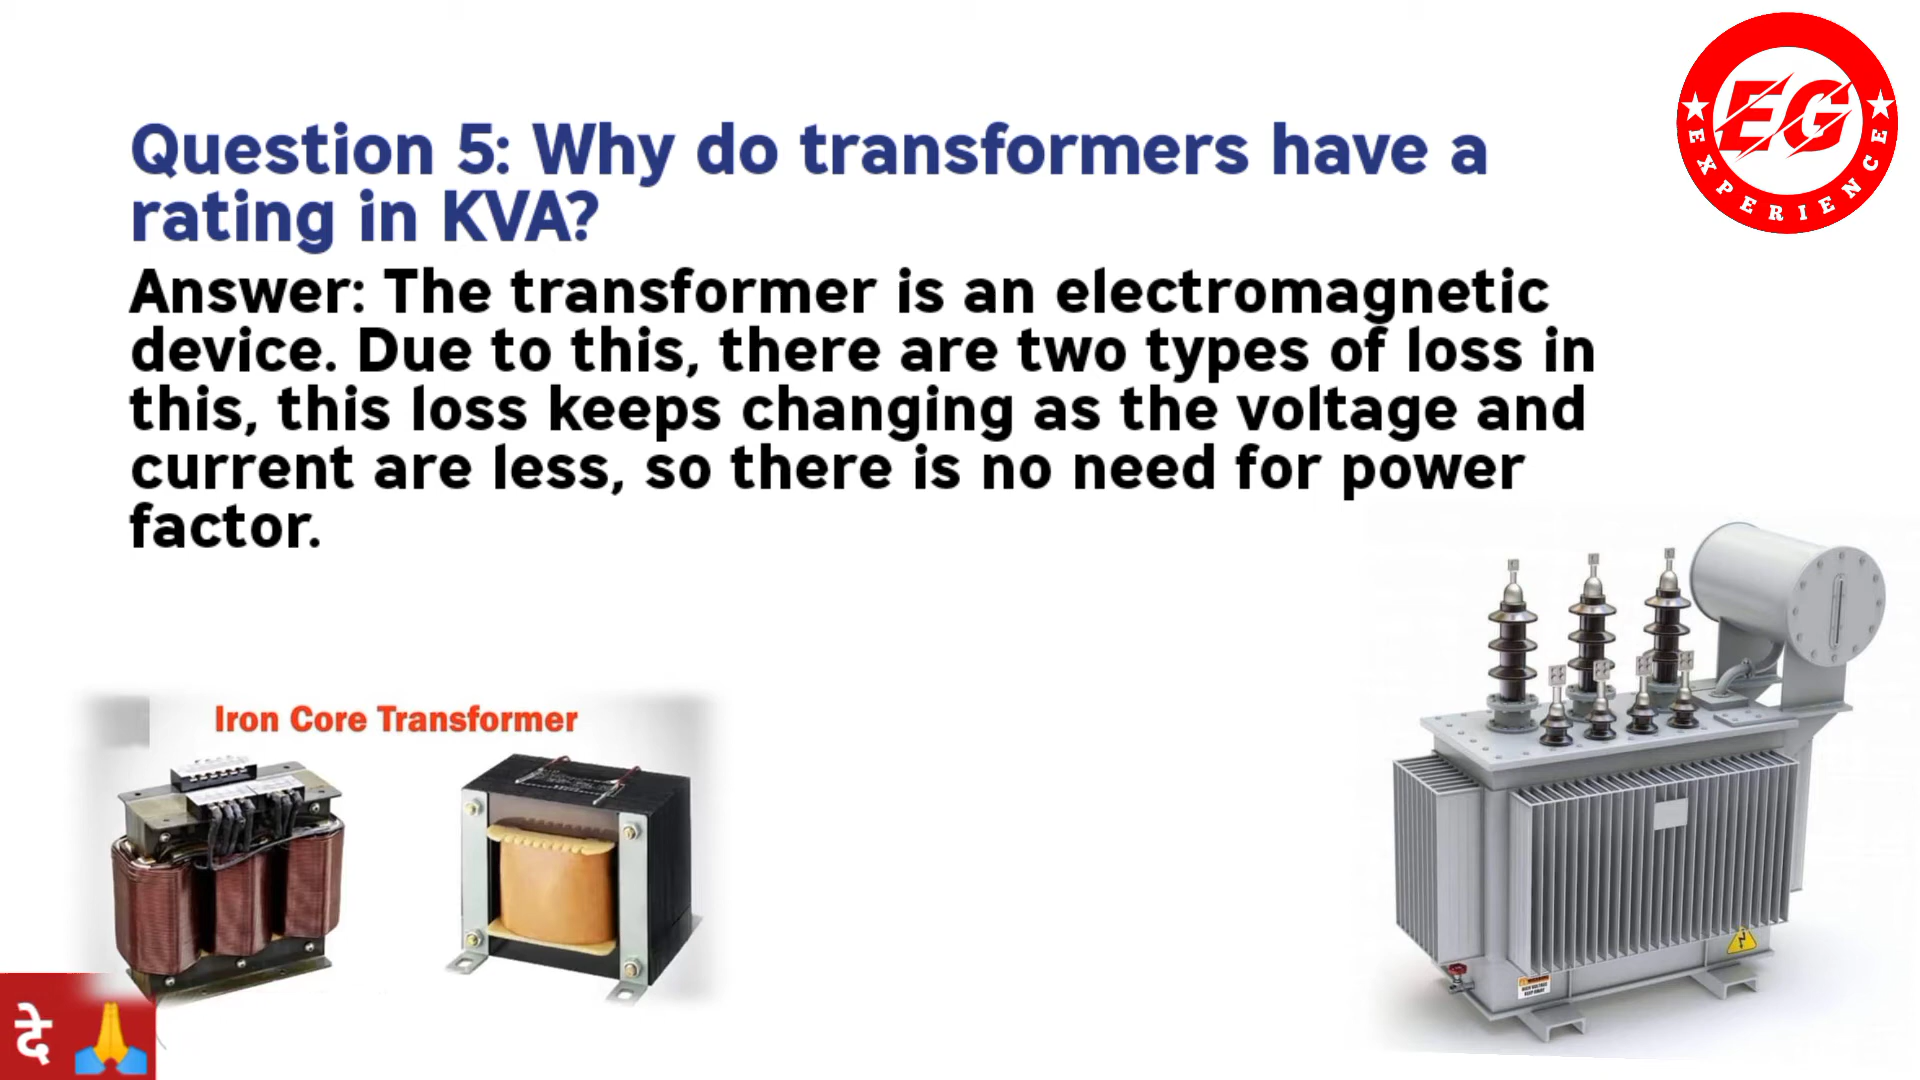 EG
EXPERIENCE
Question 5: Why do transformers have a
rating in KVA?
Answer: The transformer is an electromagnetic
device. Due to this, there are two types of loss in
this, this loss keeps changing as the voltage and
current are less, so there is no need for power
factor.
Iron Core Transformer
दे 🙏